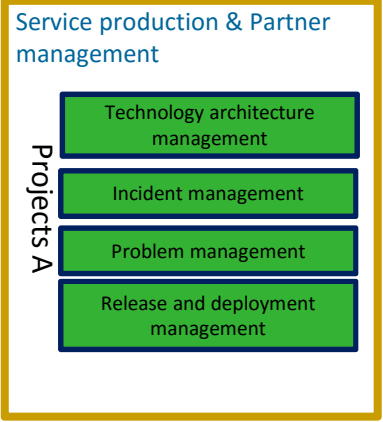 Service production & Partner
management
Projects A
Technology architecture
management
Incident management
Problem management
Release and deployment
management